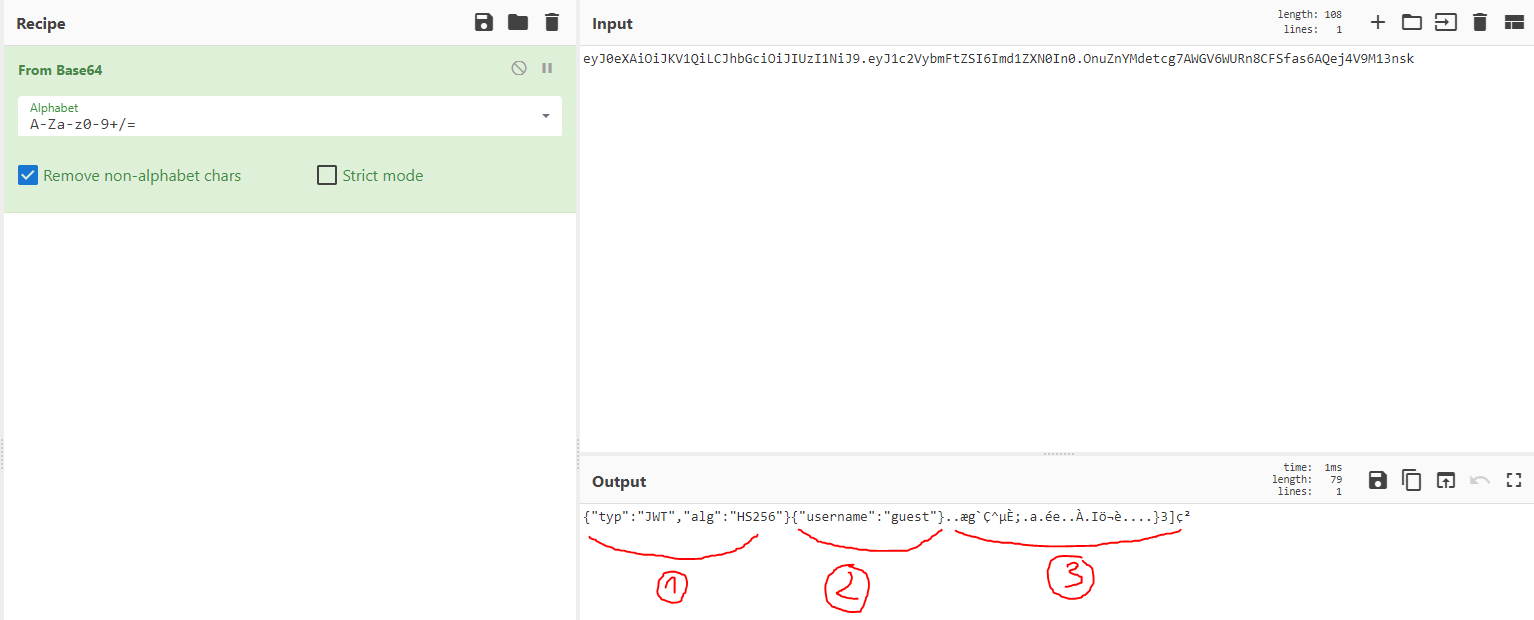 Recipe
From Base64
Alphabet
A-Za-z0-9+/=
Remove non-alphabet chars
Strict mode
Input
length: 108
lines: 1
eyJ0eXAiOiJKV1QiLCJhbGciOiJIUzI1NiJ9.eyJ1c2VybmFtZSI6Imd1ZXN0In0.OnuZnYMdetcg7AWGV6WURn8CFSfas6AQej4V9M13nsk
Output
time: 1ms
length: 79
lines: 1
{"typ":"JWT","alg":"HS256"}{"username":"guest"}..æg`Ç^µÈ;.a.ée..À.Iö¬è....}3]ç²
1
2
3